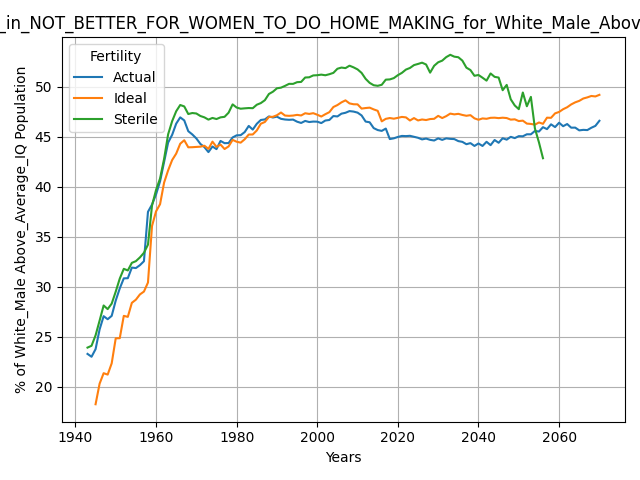 _in_NOT_BETTER_FOR_WOMEN_TO_DO_HOME_MAKING_for_White_Male_Abov
Fertility
Actual
Ideal
Sterile
% of White_Male Above_Average_IQ Population
50
45
40
35
30
25
20
1940 1960 1980 2000 2020 2040 2060
Years